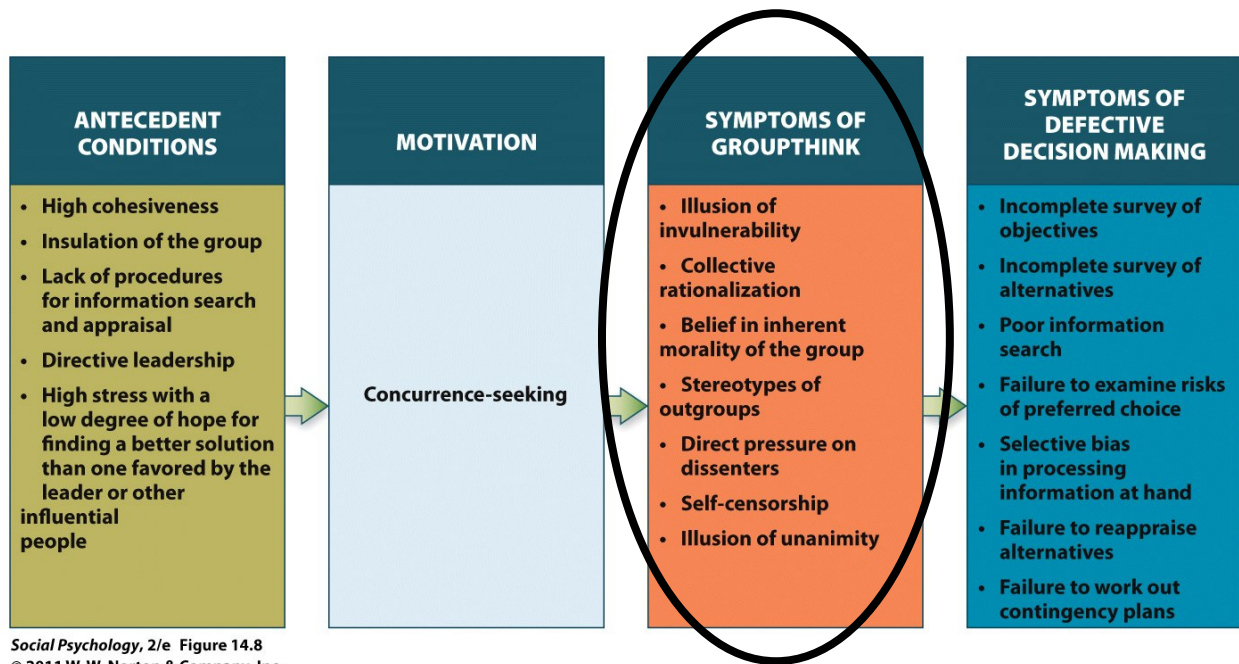 ANTECEDENT
CONDITIONS
• High cohesiveness
• Insulation of the group
• Lack of procedures
for information search
and appraisal
• Directive leadership
• High stress with a
low degree of hope for
finding a better solution
than one favored by the
leader or other
influential
people
MOTIVATION
Concurrence-seeking
SYMPTOMS OF
GROUPTHINK
• Illusion of
invulnerability
• Collective
rationalization
• Belief in inherent
morality of the group
• Stereotypes of
outgroups
• Direct pressure on
dissenters
• Self-censorship
• Illusion of unanimity
SYMPTOMS OF
DEFECTIVE
DECISION MAKING
• Incomplete survey of
objectives
• Incomplete survey of
alternatives
• Poor information
search
• Failure to examine risks
of preferred choice
• Selective bias
in processing
information at hand
• Failure to reappraise
alternatives
• Failure to work out
contingency plans
Social Psychology, 2/e Figure 14.8
© 2011 W. W. Norton & Company, Inc.